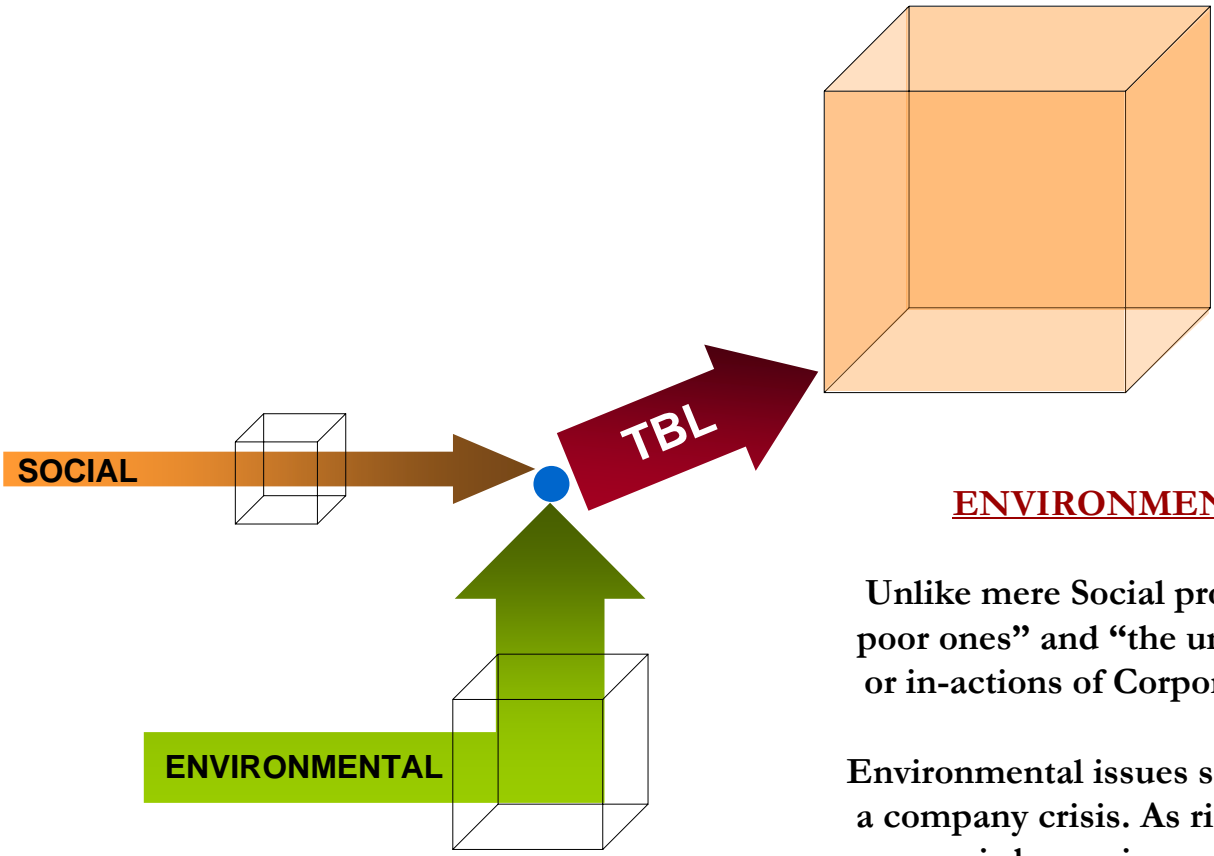 TBL
SOCIAL
ENVIRONMENTAL
ENVIRONMEN
Unlike mere Social pro
poor ones” and “the u
or in-actions of Corpo
Environmental issues s
a company crisis. As ri